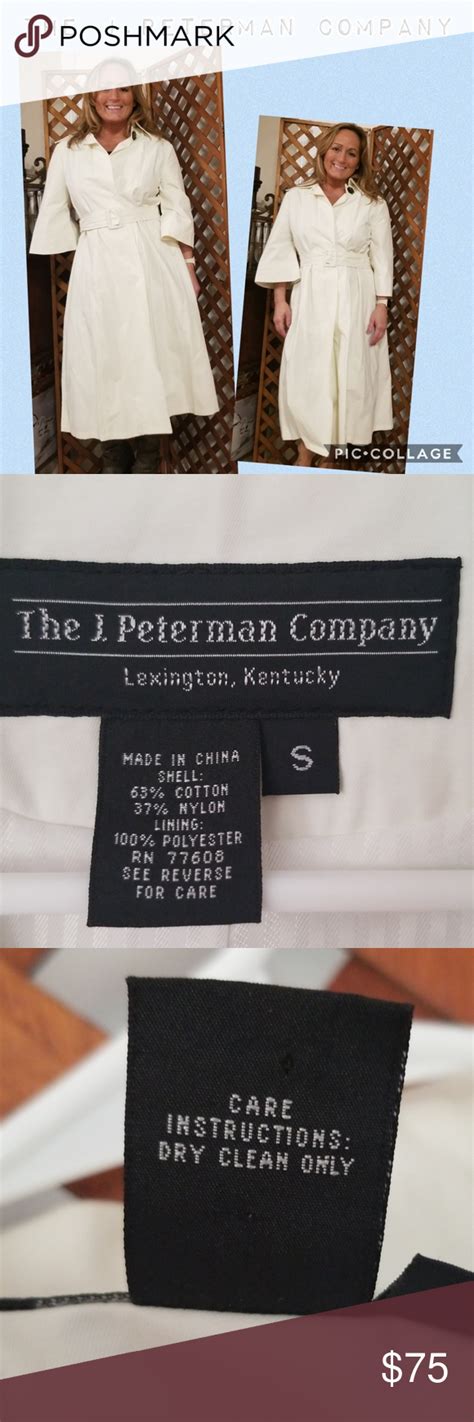 THE J PETERMAN COMPANY
POSHMARK
PIC•COLLAGE
The J. Peterman Company
Lexington, Kentucky
S
MADE IN CHINA
SHELL:
63% COTTON
37% NYLON
LINING:
100% POLYESTER
RN 77608
SEE REVERSE
FOR CARE
CARE
INSTRUCTIONS:
DRY CLEAN ONLY
$75